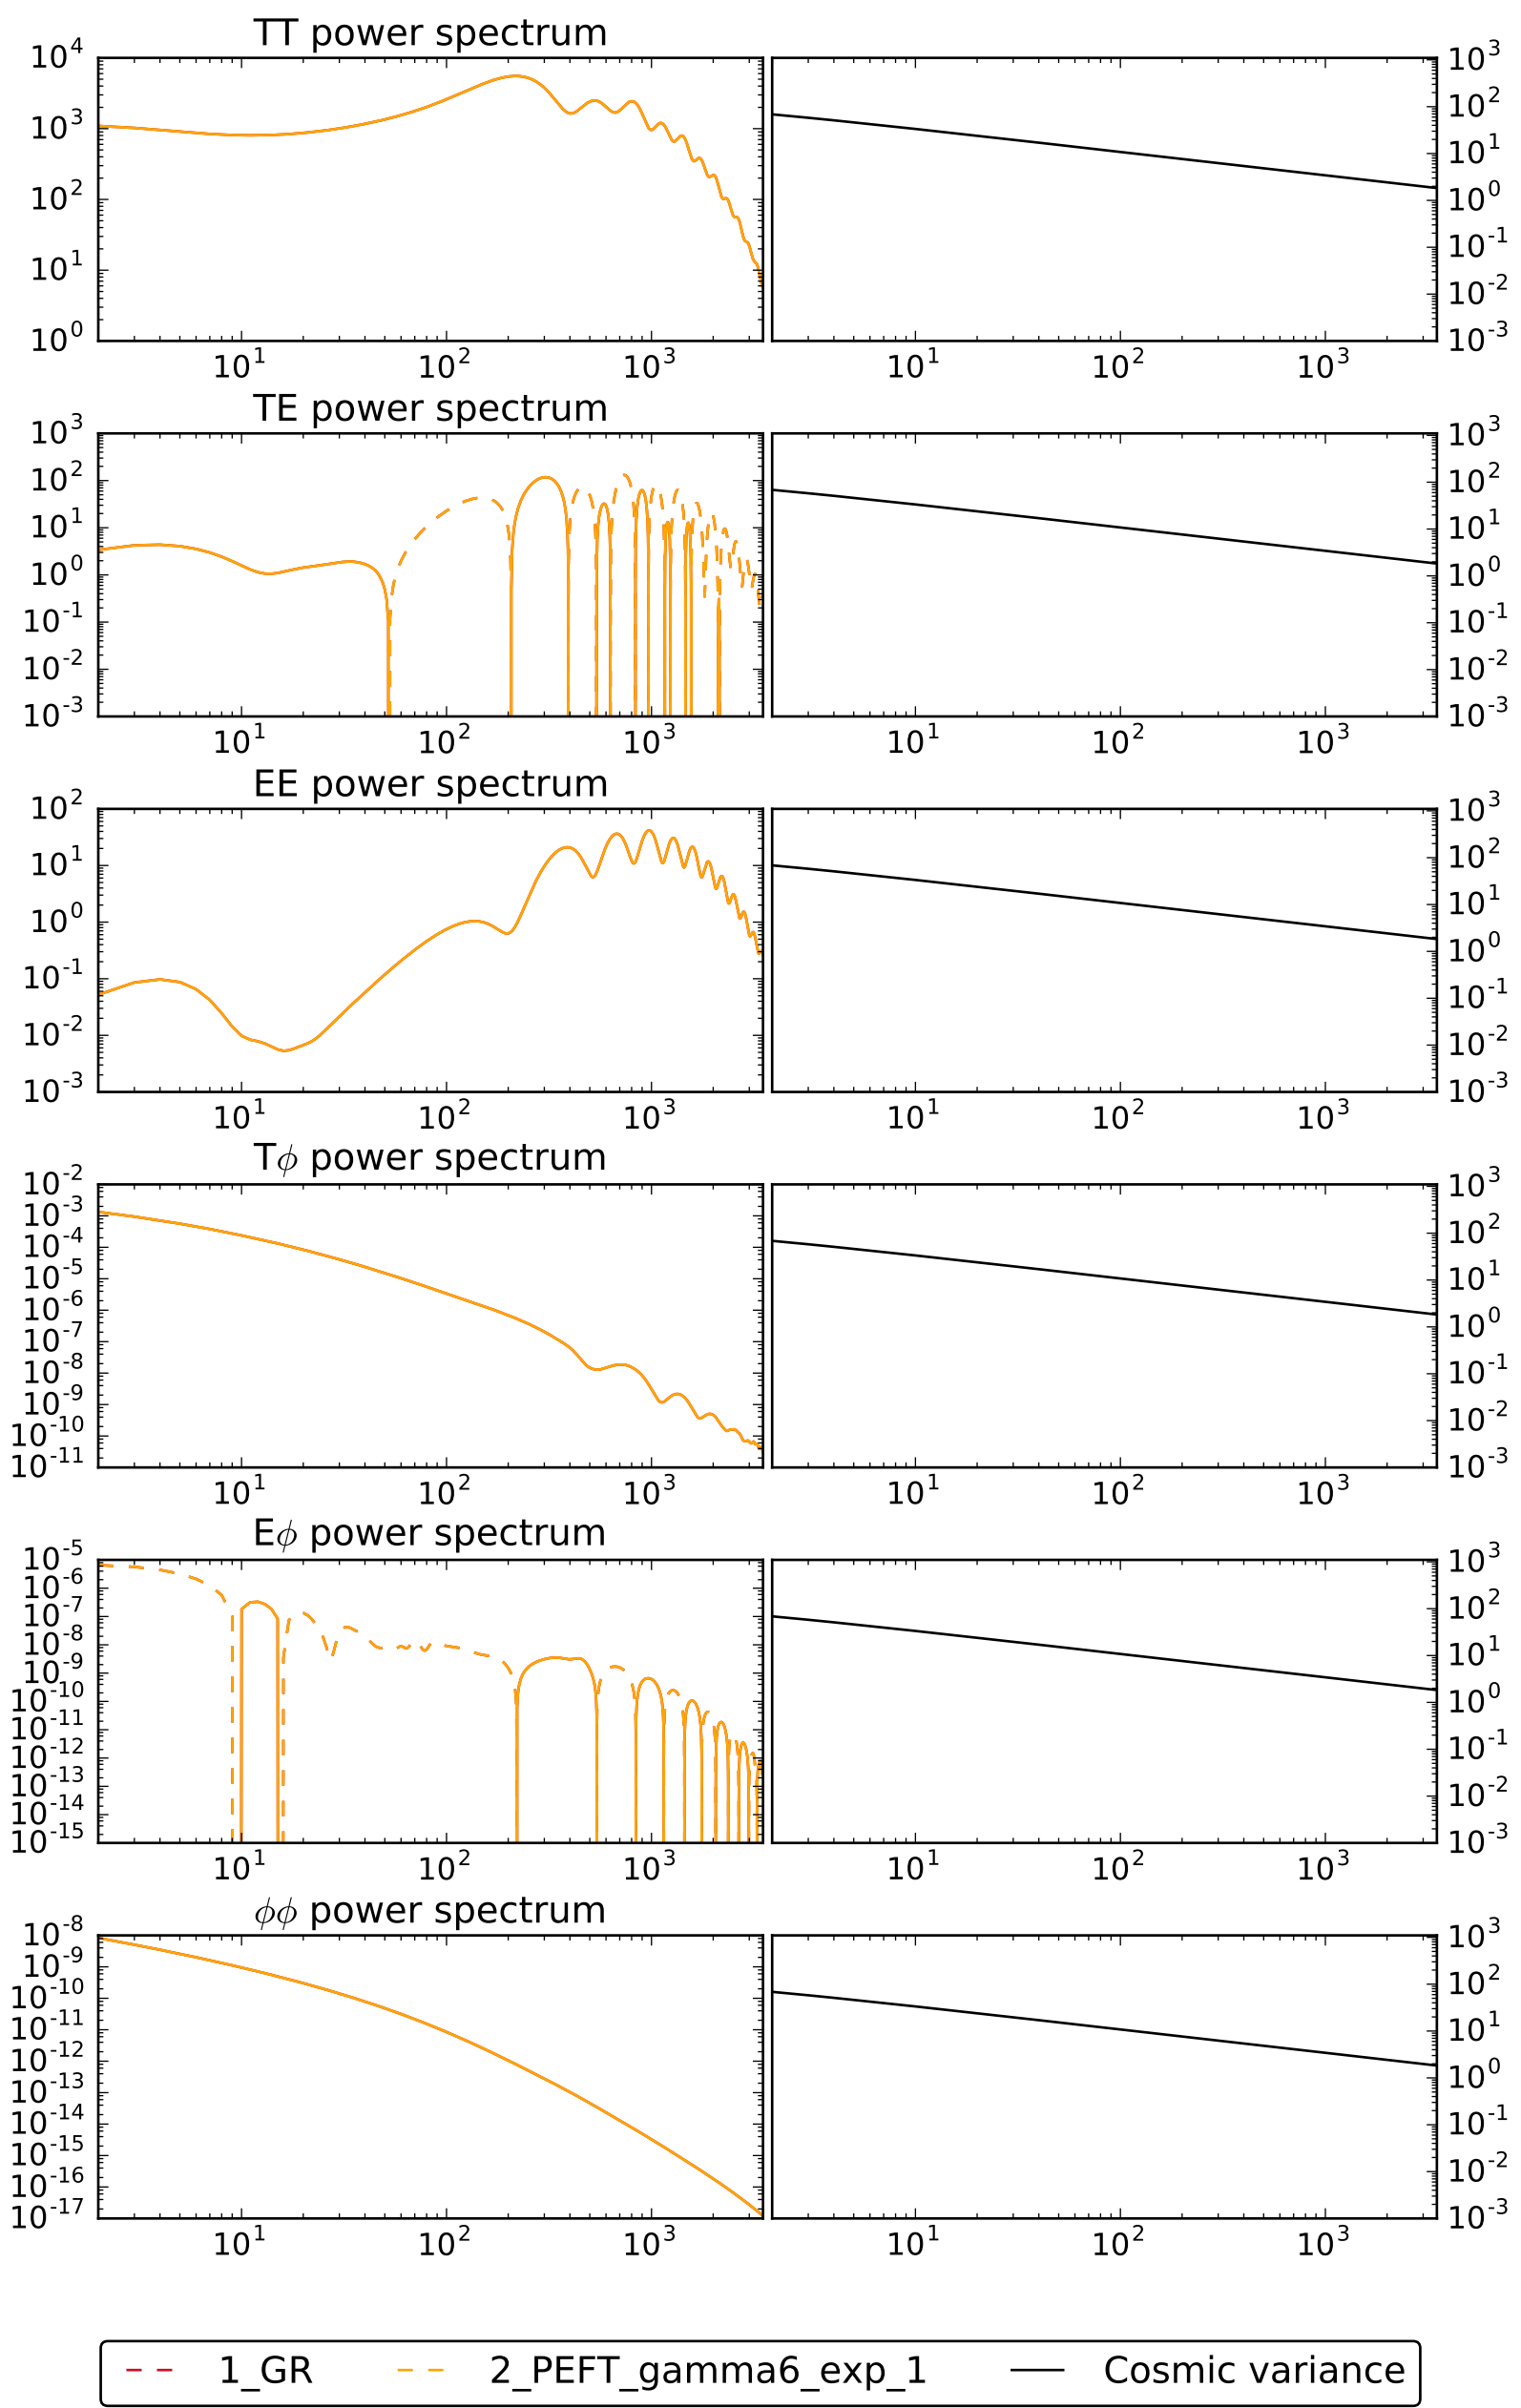 TT power spectrum
10^4 10^3 10^2 10^1 10^0
10^3 10^2 10^1 10^0 10^-1 10^-2 10^-3
10^1 10^2 10^3 10^1 10^2 10^3
TE power spectrum
10^3 10^2 10^1 10^0 10^-1 10^-2 10^-3
10^3 10^2 10^1 10^0 10^-1 10^-2 10^-3
10^1 10^2 10^3 10^1 10^2 10^3
EE power spectrum
10^2 10^1 10^0 10^-1 10^-2 10^-3
10^3 10^2 10^1 10^0 10^-1 10^-2 10^-3
10^1 10^2 10^3 10^1 10^2 10^3
Tϕ power spectrum
10^-2 10^-3 10^-4 10^-5 10^-6 10^-7 10^-8 10^-9 10^-10 10^-11
10^3 10^2 10^1 10^0 10^-1 10^-2 10^-3
10^1 10^2 10^3 10^1 10^2 10^3
Eϕ power spectrum
10^-5 10^-6 10^-7 10^-8 10^-9 10^-10 10^-11 10^-12 10^-13 10^-14 10^-15
10^3 10^2 10^1 10^0 10^-1 10^-2 10^-3
10^1 10^2 10^3 10^1 10^2 10^3
ϕϕ power spectrum
10^-8 10^-9 10^-10 10^-11 10^-12 10^-13 10^-14 10^-15 10^-16 10^-17
10^3 10^2 10^1 10^0 10^-1 10^-2 10^-3
10^1 10^2 10^3 10^1 10^2 10^3
1_GR 2_PEFT_gamma6_exp_1 Cosmic variance